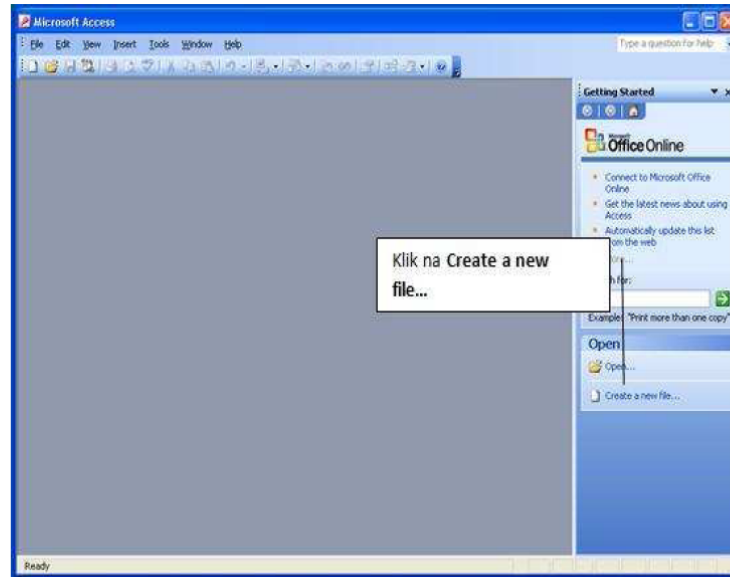 Microsoft Access
File Edit View Insert Tools Window Help
Type a question for help
Getting Started
Microsoft
Office Online
Connect to Microsoft Office
Online
Get the latest news about using
Access
Automatically update this list
from the web
Klik na Create a new
file...
Example: "Print more than one copy"
Open
Open...
Create a new file...
Ready